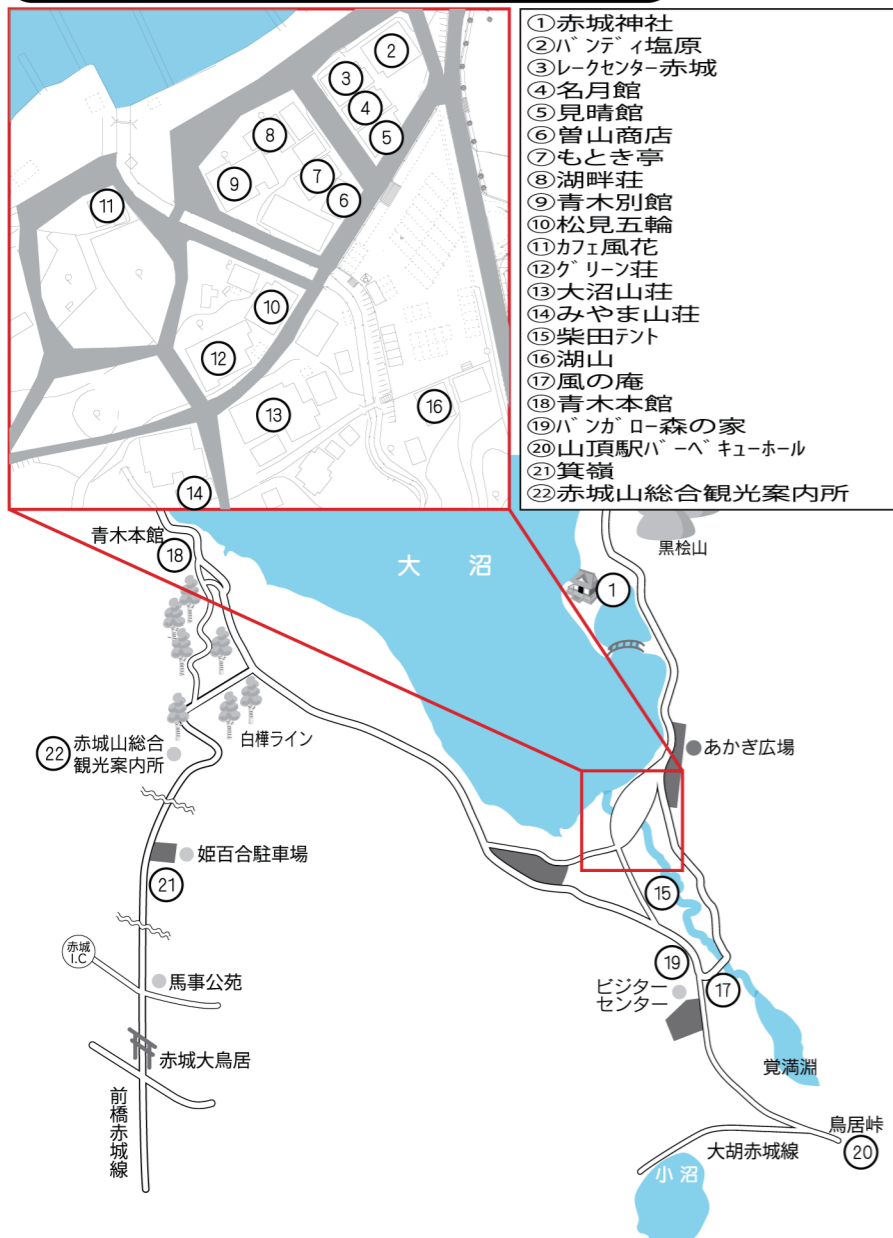 ①赤城神社
②バンディ塩原
③レークセンター赤城
④名月館
⑤見晴館
⑥曽山商店
⑦もとき亭
⑧湖畔荘
⑨青木別館
⑩松見五輪
⑪カフェ風花
⑫グリーン荘
⑬大沼山荘
⑭みやま山荘
⑮柴田テント
⑯湖山
⑰風の庵
⑱青木本館
⑲バンガロー森の家
⑳山頂駅バーベキューホール
㉑箕嶺
㉒赤城山総合観光案内所
②
③
④
⑤
⑧
⑦
⑨
⑥
⑪
⑩
⑫
⑬
⑯
⑭
青木本館
⑱
大沼
黒桧山
①
白樺ライン
㉒
赤城山総合
観光案内所
あかぎ広場
姫百合駐車場
㉑
⑮
赤城
I.C
馬事公苑
⑲
ビジター
センター
⑰
赤城大鳥居
覚満淵
前橋赤城線
鳥居峠
⑳
大胡赤城線
小沼